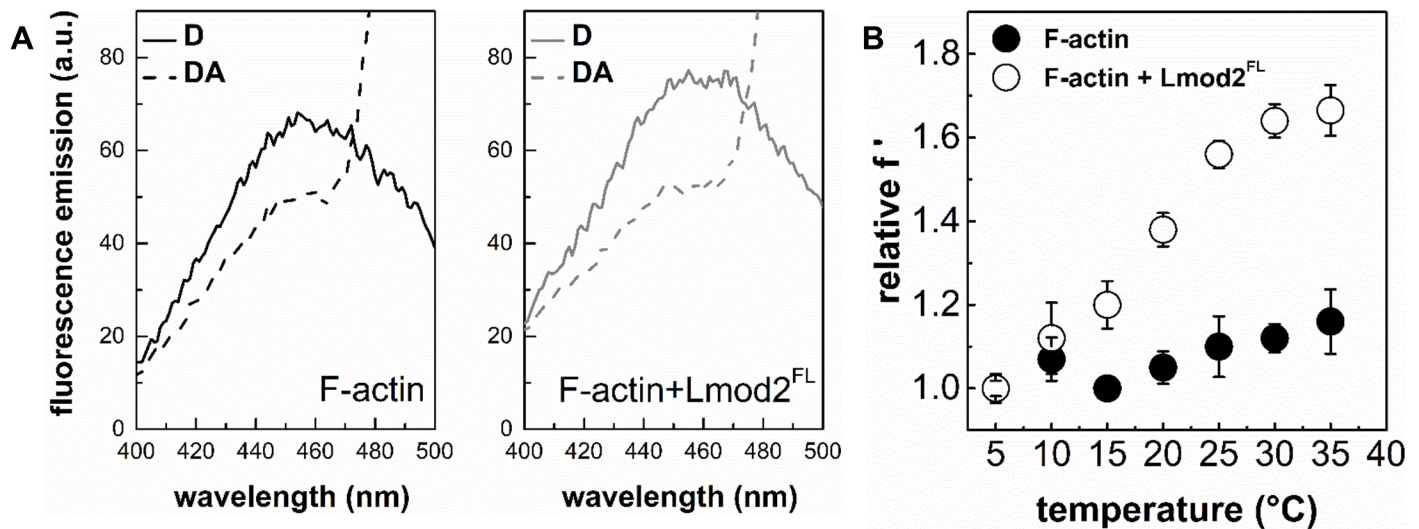 A
fluorescence emission (a.u.)
80
60
40
20
0
D
DA
F-actin
400 420 440 460 480 500
wavelength (nm)
80
60
40
20
0
D
DA
F-actin+Lmod2FL
400 420 440 460 480 500
wavelength (nm)
B
relative f '
1.8
1.6
1.4
1.2
1.0
F-actin
F-actin + Lmod2FL
5 10 15 20 25 30 35 40
temperature (°C)